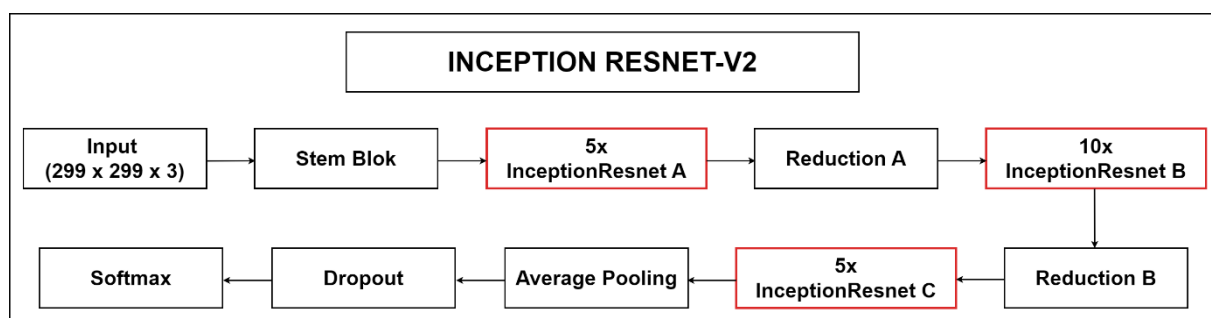 INCEPTION RESNET-V2
Input
(299 x 299 x 3)
Stem Blok
5x
InceptionResnet A
Reduction A
10x
InceptionResnet B
Reduction B
5x
InceptionResnet C
Average Pooling
Dropout
Softmax